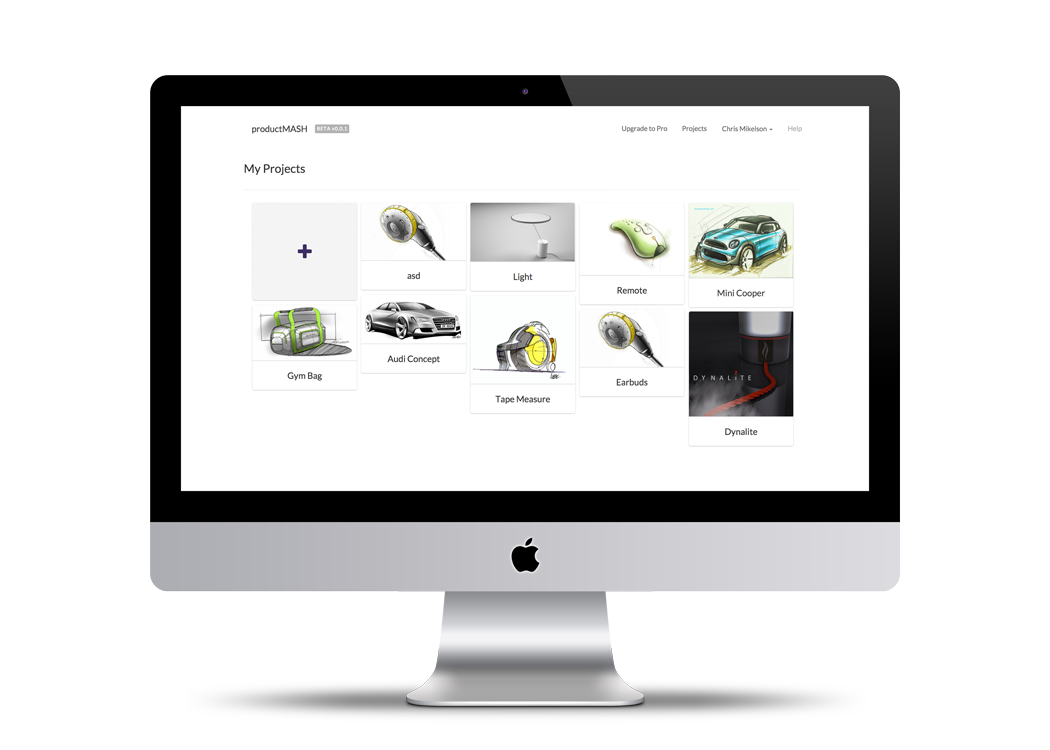 productMASH BETA v0.0.1
Upgrade to Pro Projects Chris Mikelson Help
My Projects
asd
Light
Remote
Mini Cooper
Gym Bag
Audi Concept
Tape Measure
Earbuds
DYNALiTE
Dynalite